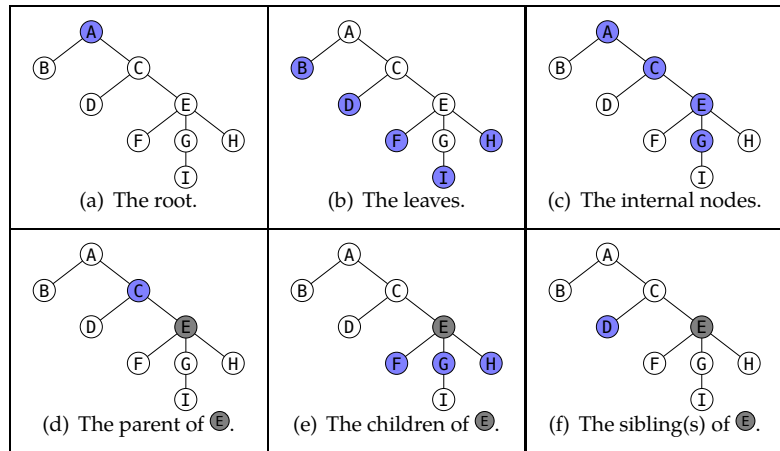 A A A
B C B C B C
D E D E D E
F G H F G H F G H
I I I
(a) The root. (b) The leaves. (c) The internal nodes.
A A A
B C B C B C
D E D E D E
F G H F G H F G H
I I I
(d) The parent of E. (e) The children of E. (f) The sibling(s) of E.